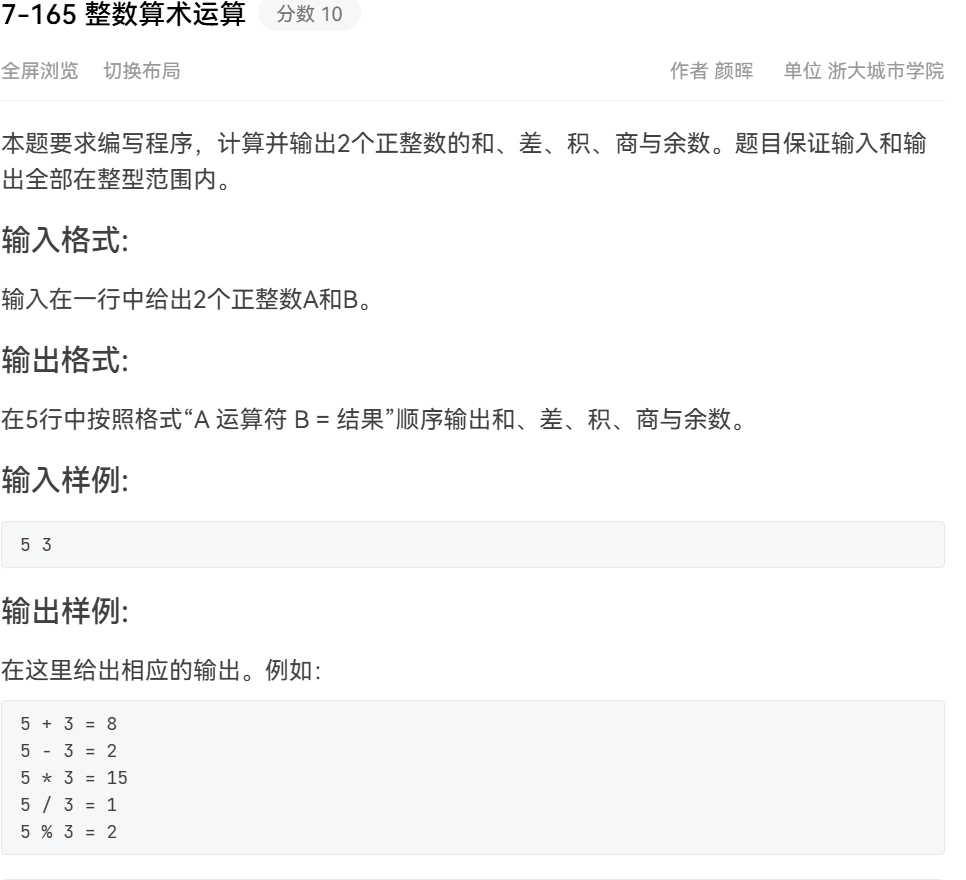 7-165 整数算术运算 分数 10
全屏浏览 切换布局 作者 颜晖 单位 浙大城市学院
本题要求编写程序，计算并输出2个正整数的和、差、积、商与余数。题目保证输入和输
出全部在整型范围内。
输入格式:
输入在一行中给出2个正整数A和B。
输出格式:
在5行中按照格式“A 运算符 B = 结果”顺序输出和、差、积、商与余数。
输入样例:
5 3
输出样例:
在这里给出相应的输出。例如：
5 + 3 = 8
5 - 3 = 2
5 * 3 = 15
5 / 3 = 1
5 % 3 = 2